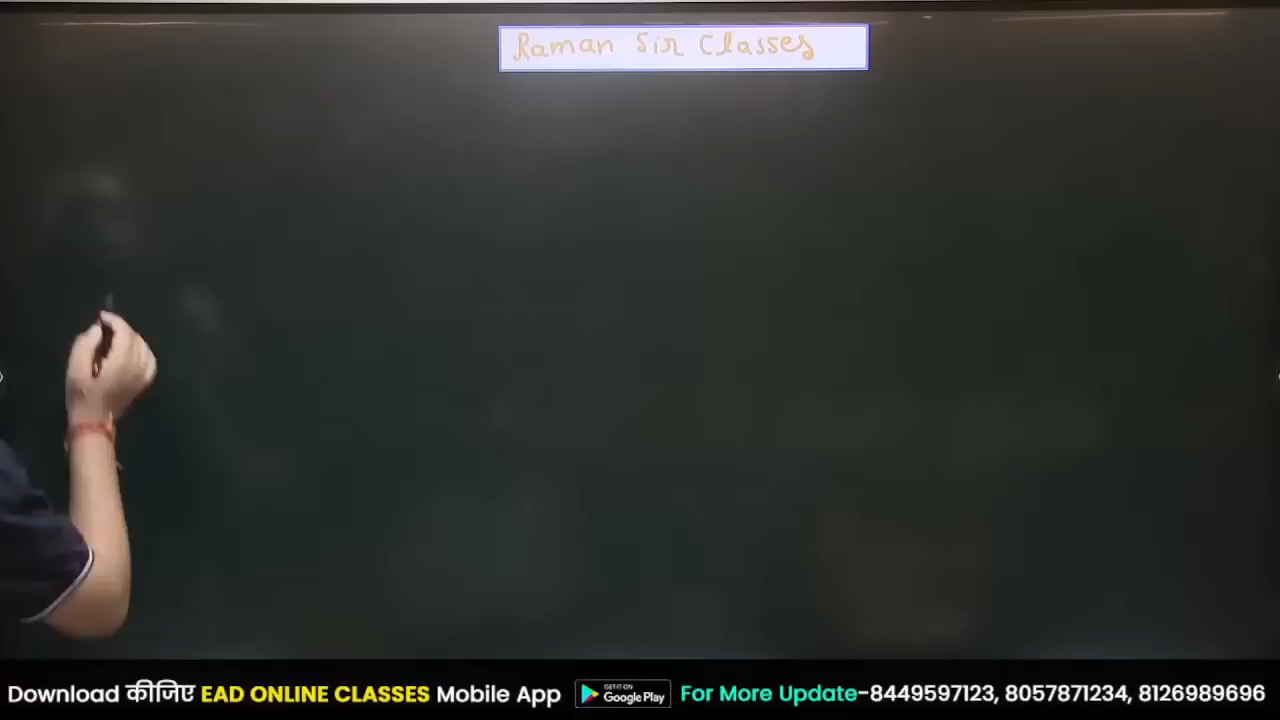 Raman Sir Classes
Download कीजिए EAD ONLINE CLASSES Mobile App GET IT ON Google Play For More Update-8449597123, 8057871234, 8126989696